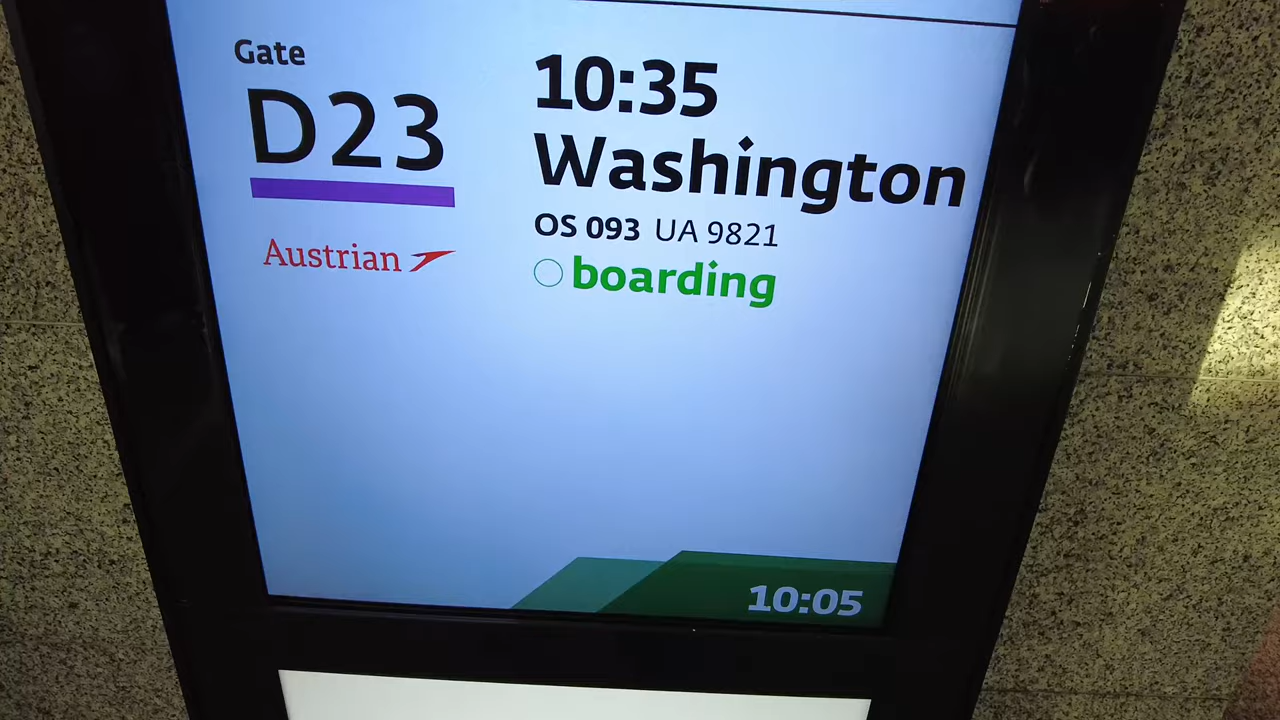 Gate
D23
Austrian
10:35
Washington
OS 093 UA 9821
boarding
10:05